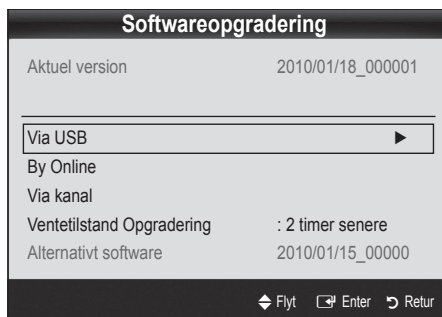 Softwareopgradering
Aktuel version 2010/01/18_000001
Via USB ►
By Online
Via kanal
Ventetilstand Opgradering : 2 timer senere
Alternativt software 2010/01/15_00000
Flyt Enter Retur